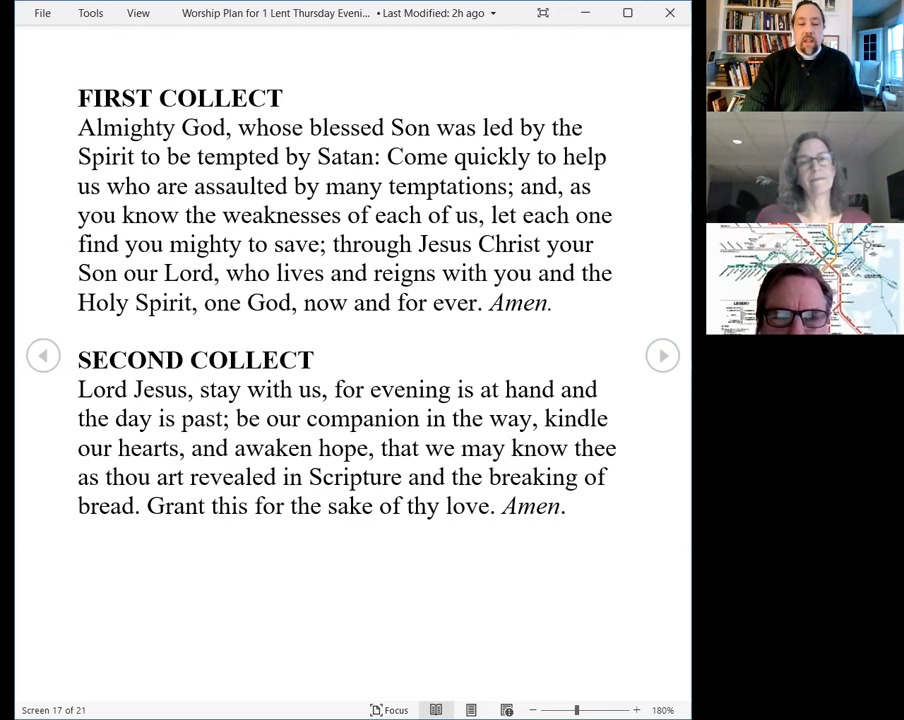 File Tools View Worship Plan for 1 Lent Thursday Eveni... • Last Modified: 2h ago
FIRST COLLECT
Almighty God, whose blessed Son was led by the
Spirit to be tempted by Satan: Come quickly to help
us who are assaulted by many temptations; and, as
you know the weaknesses of each of us, let each one
find you mighty to save; through Jesus Christ your
Son our Lord, who lives and reigns with you and the
Holy Spirit, one God, now and for ever. Amen.
SECOND COLLECT
Lord Jesus, stay with us, for evening is at hand and
the day is past; be our companion in the way, kindle
our hearts, and awaken hope, that we may know thee
as thou art revealed in Scripture and the breaking of
bread. Grant this for the sake of thy love. Amen.
Screen 17 of 21 Focus 180%